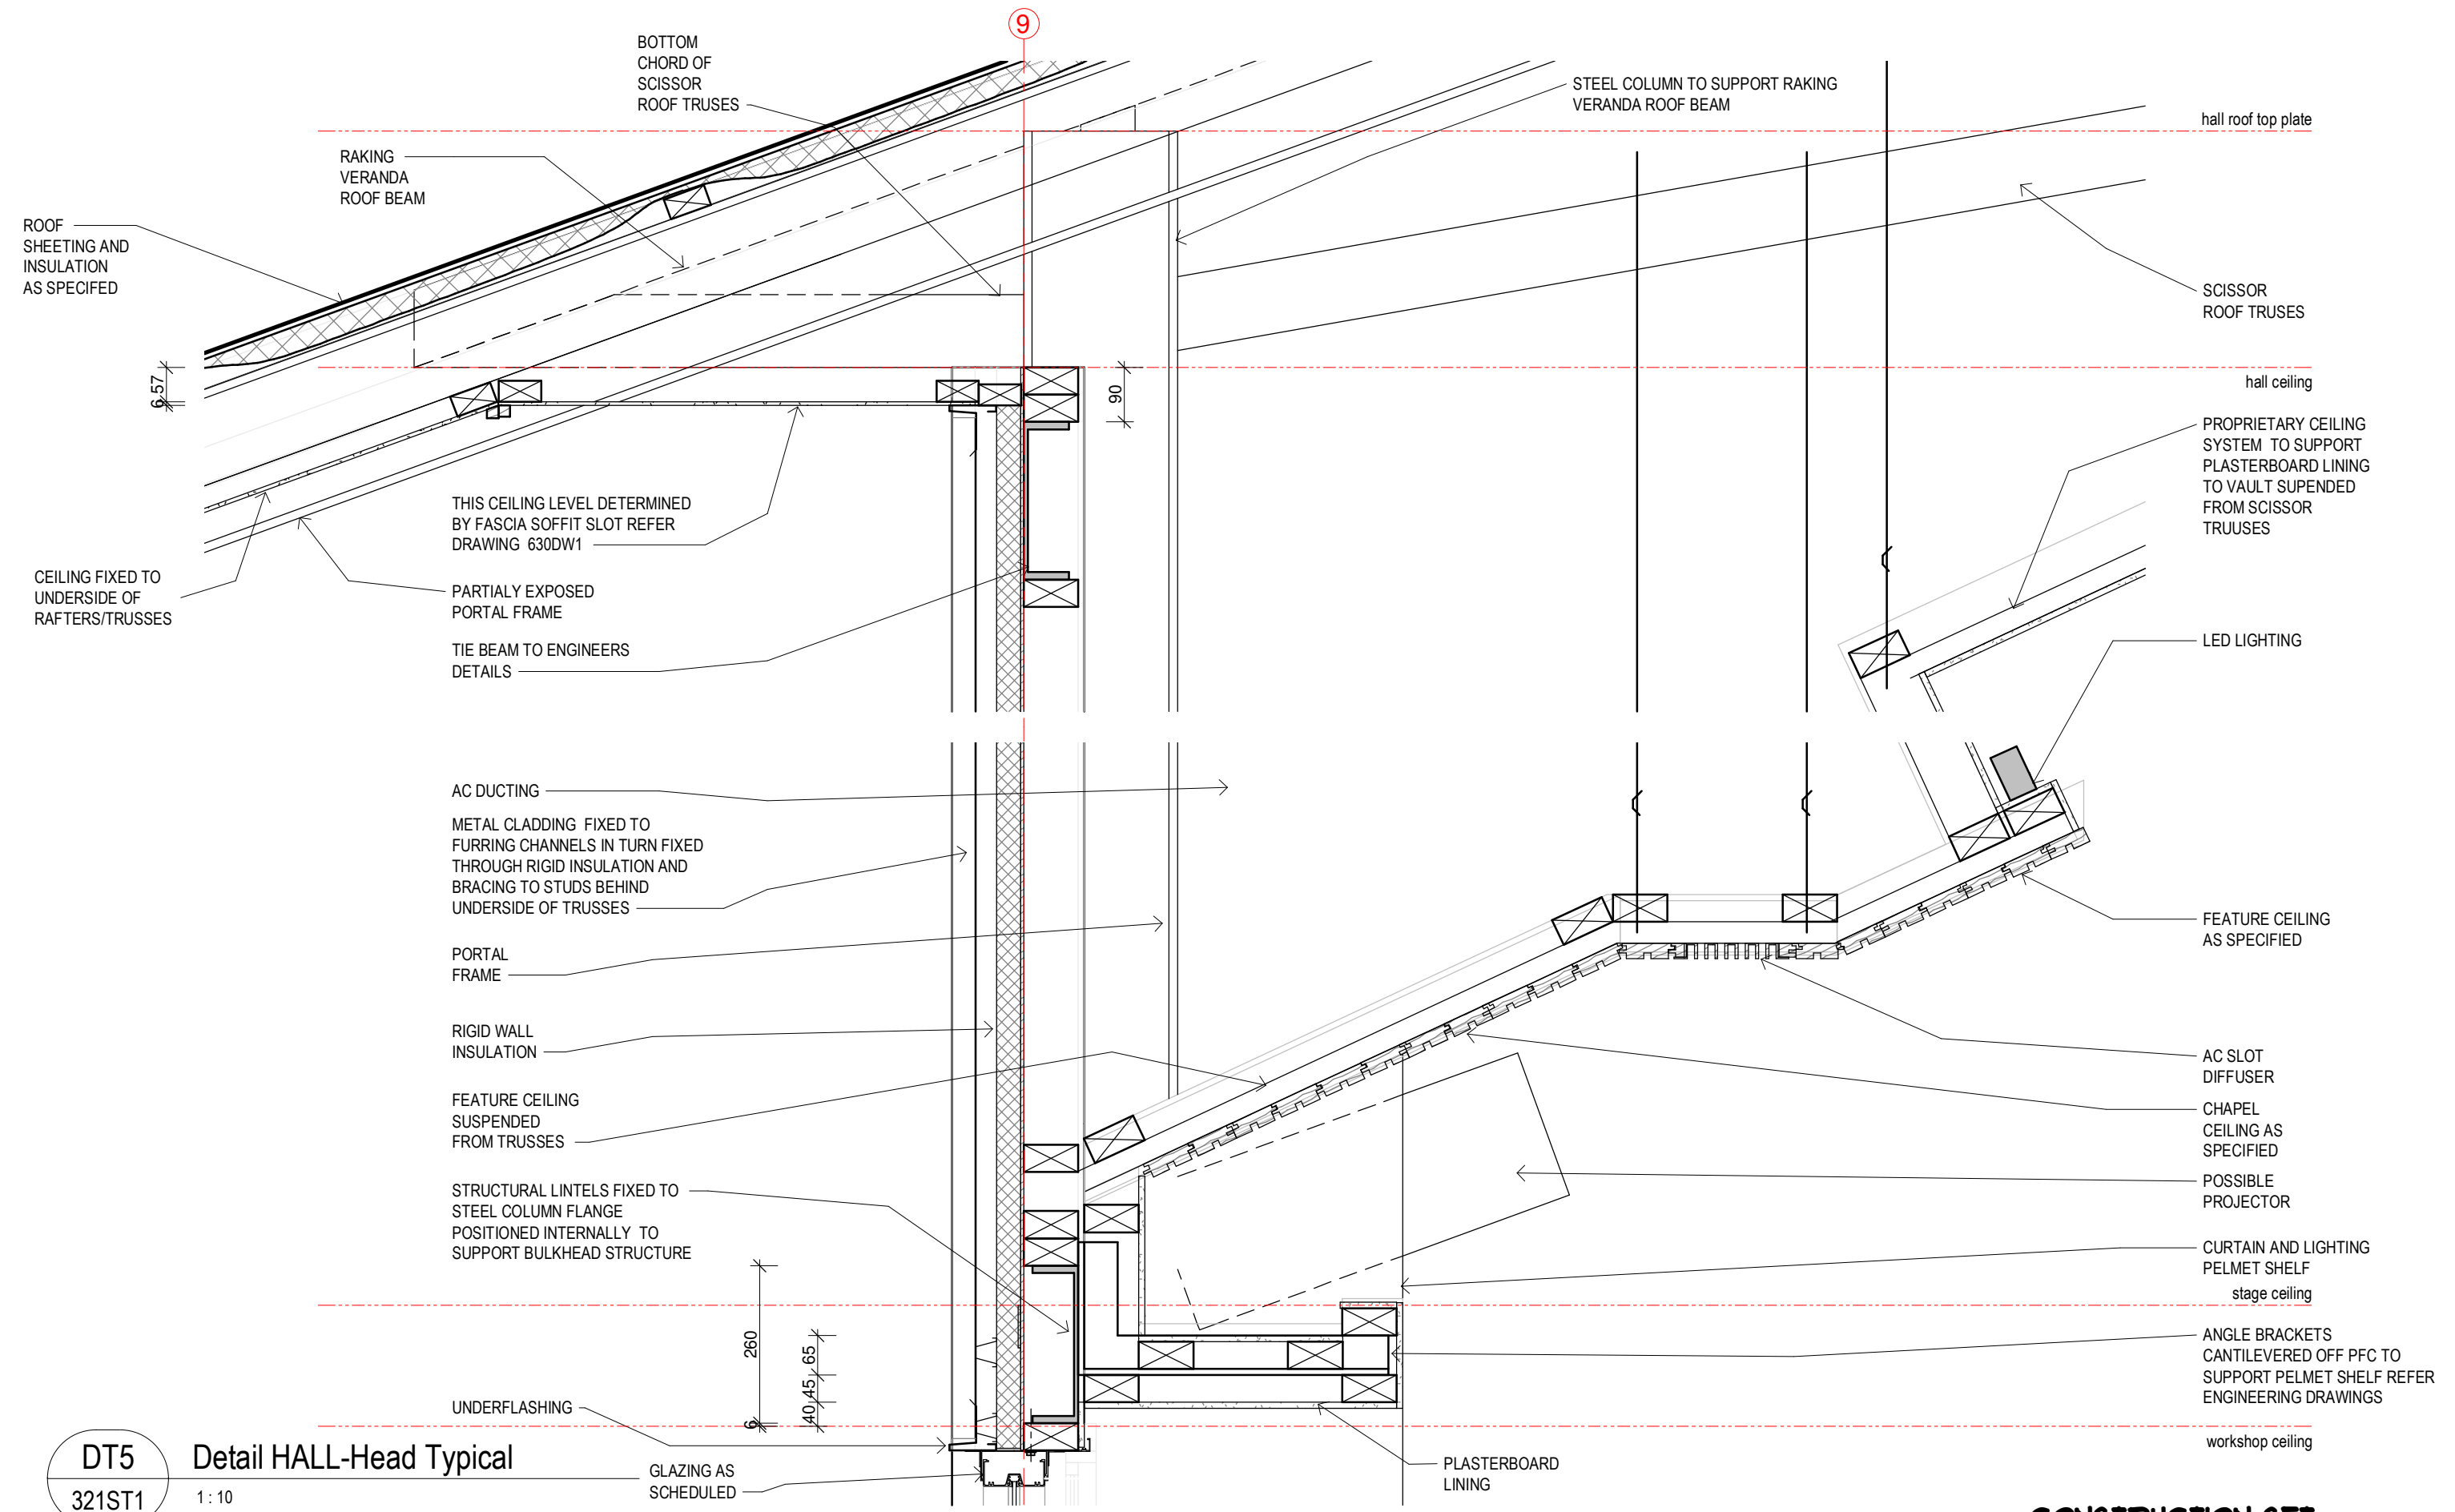 9
BOTTOM
CHORD OF
SCISSOR
ROOF TRUSES
STEEL COLUMN TO SUPPORT RAKING
VERANDA ROOF BEAM
hall roof top plate
RAKING
VERANDA
ROOF BEAM
ROOF
SHEETING AND
INSULATION
AS SPECIFED
SCISSOR
ROOF TRUSES
57
6
90
hall ceiling
PROPRIETARY CEILING
SYSTEM TO SUPPORT
PLASTERBOARD LINING
TO VAULT SUPENDED
FROM SCISSOR
TRUUSES
THIS CEILING LEVEL DETERMINED
BY FASCIA SOFFIT SLOT REFER
DRAWING 630DW1
CEILING FIXED TO
UNDERSIDE OF
RAFTERS/TRUSSES
PARTIALY EXPOSED
PORTAL FRAME
TIE BEAM TO ENGINEERS
DETAILS
LED LIGHTING
AC DUCTING
METAL CLADDING FIXED TO
FURRING CHANNELS IN TURN FIXED
THROUGH RIGID INSULATION AND
BRACING TO STUDS BEHIND
UNDERSIDE OF TRUSSES
FEATURE CEILING
AS SPECIFIED
PORTAL
FRAME
RIGID WALL
INSULATION
AC SLOT
DIFFUSER
FEATURE CEILING
SUSPENDED
FROM TRUSSES
CHAPEL
CEILING AS
SPECIFIED
STRUCTURAL LINTELS FIXED TO
STEEL COLUMN FLANGE
POSITIONED INTERNALLY TO
SUPPORT BULKHEAD STRUCTURE
POSSIBLE
PROJECTOR
CURTAIN AND LIGHTING
PELMET SHELF
stage ceiling
260
6
65
45
40
ANGLE BRACKETS
CANTILEVERED OFF PFC TO
SUPPORT PELMET SHELF REFER
ENGINEERING DRAWINGS
UNDERFLASHING
workshop ceiling
GLAZING AS
SCHEDULED
PLASTERBOARD
LINING
DT5
321ST1
Detail HALL-Head Typical
1 : 10
CONSTRUCTION SET